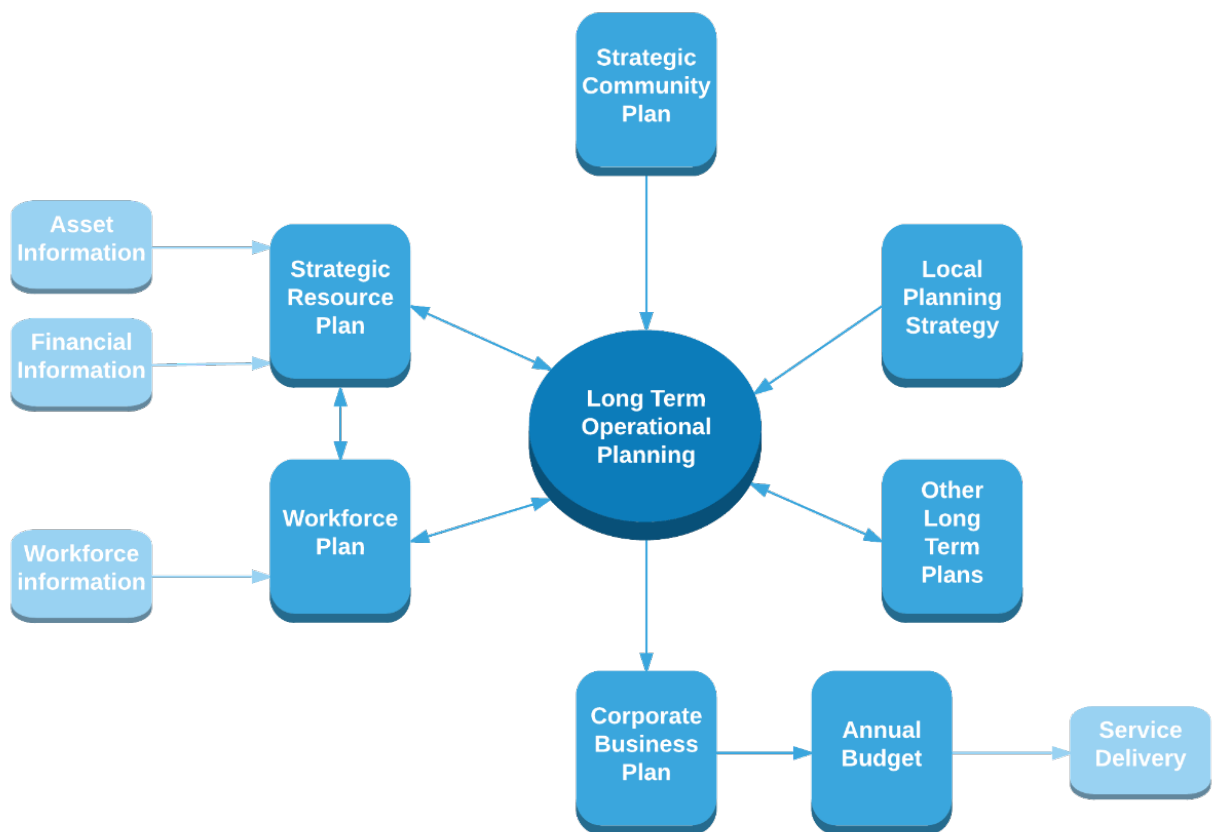 Strategic
Community
Plan
Asset
Information
Strategic
Resource
Plan
Local
Planning
Strategy
Financial
Information
Long Term
Operational
Planning
Workforce
Plan
Other
Long
Term
Plans
Workforce
information
Corporate
Business
Plan
Annual
Budget
Service
Delivery